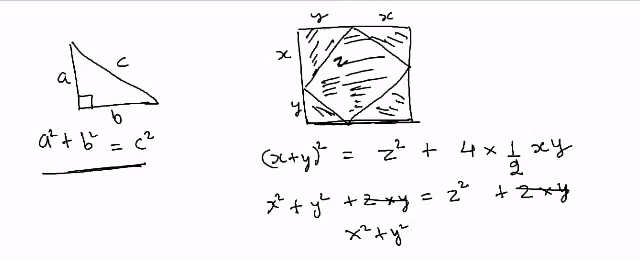 a
c
b
a² + b² = c²
y x
x
z
y
(x+y)² = z² + 4 × 1/2 xy
x² + y² + 2xy = z² + 2xy
x² + y²